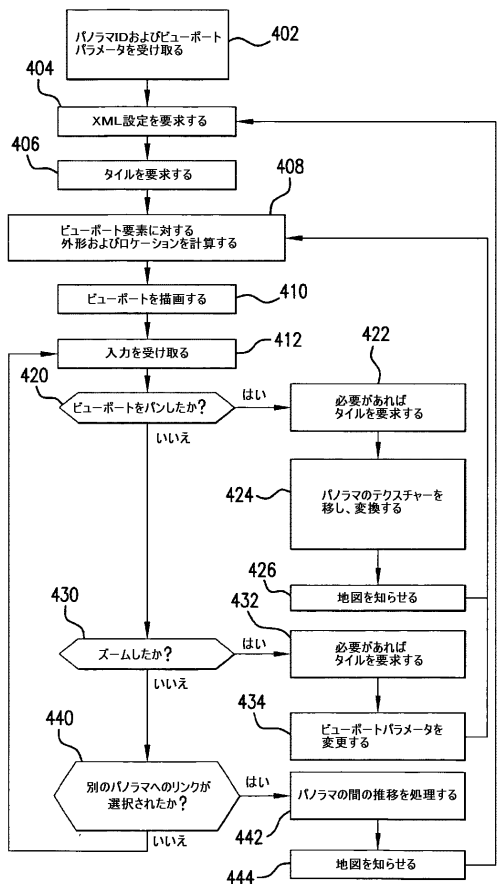 パノラマIDおよびビューポート
パラメータを受け取る
402
404
XML設定を要求する
406
タイルを要求する
408
ビューポート要素に対する
外形およびロケーションを計算する
ビューポートを描画する
410
入力を受け取る
412
420
ビューポートをパンしたか?
はい
いいえ
422
必要があれば
タイルを要求する
424
パノラマのテクスチャーを
移し、変換する
426
地図を知らせる
430
ズームしたか?
はい
いいえ
432
必要があれば
タイルを要求する
434
ビューポートパラメータを
変更する
440
別のパノラマへのリンクが
選択されたか?
はい
いいえ
パノラマの間の推移を処理する
442
地図を知らせる
444